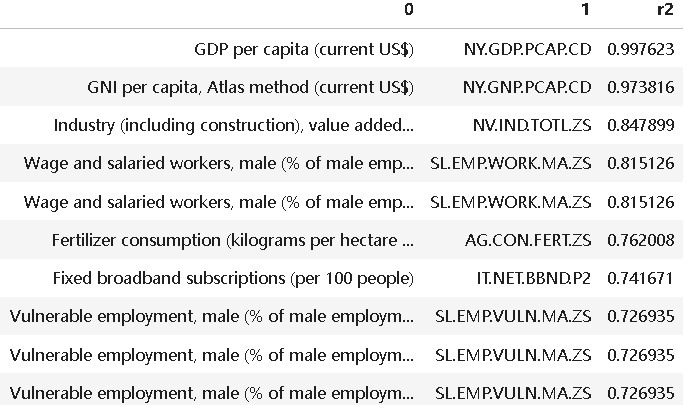 0 1 r2
GDP per capita (current US$) NY.GDP.PCAP.CD 0.997623
GNI per capita, Atlas method (current US$) NY.GNP.PCAP.CD 0.973816
Industry (including construction), value added... NV.IND.TOTL.ZS 0.847899
Wage and salaried workers, male (% of male emp... SL.EMP.WORK.MA.ZS 0.815126
Wage and salaried workers, male (% of male emp... SL.EMP.WORK.MA.ZS 0.815126
Fertilizer consumption (kilograms per hectare ... AG.CON.FERT.ZS 0.762008
Fixed broadband subscriptions (per 100 people) IT.NET.BBND.P2 0.741671
Vulnerable employment, male (% of male employm... SL.EMP.VULN.MA.ZS 0.726935
Vulnerable employment, male (% of male employm... SL.EMP.VULN.MA.ZS 0.726935
Vulnerable employment, male (% of male employm... SL.EMP.VULN.MA.ZS 0.726935